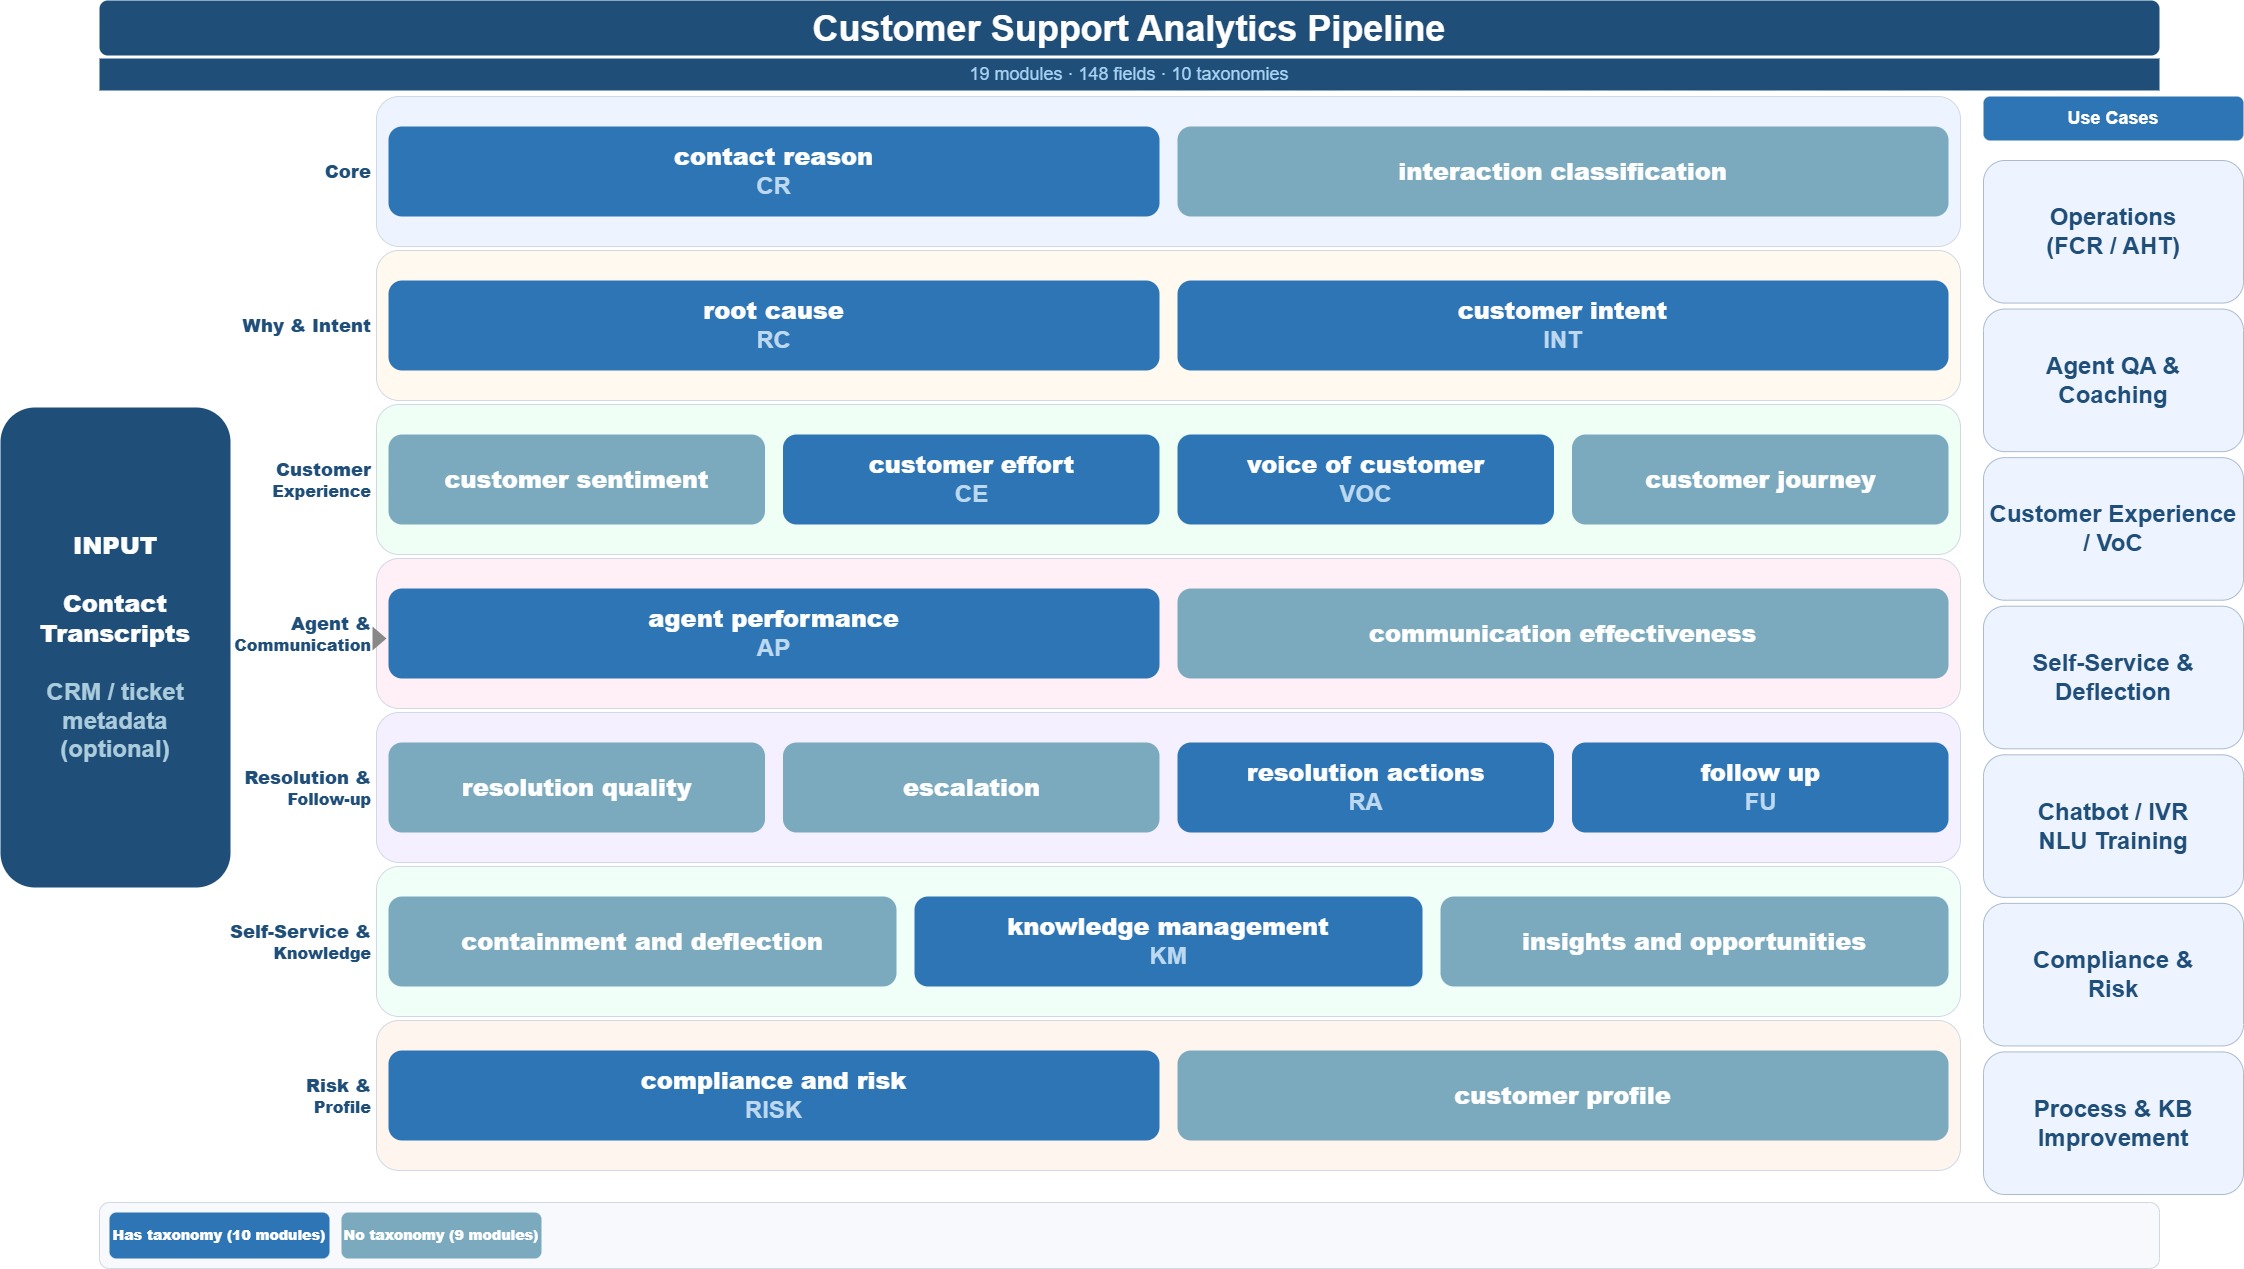 Customer Support Analytics Pipeline
19 modules · 148 fields · 10 taxonomies
Use Cases
INPUT
Contact
Transcripts
CRM / ticket
metadata
(optional)
Core
contact reason
CR
interaction classification
Why & Intent
root cause
RC
customer intent
INT
Customer
Experience
customer sentiment
customer effort
CE
voice of customer
VOC
customer journey
Agent &
Communication
agent performance
AP
communication effectiveness
Resolution &
Follow-up
resolution quality
escalation
resolution actions
RA
follow up
FU
Self-Service &
Knowledge
containment and deflection
knowledge management
KM
insights and opportunities
Risk &
Profile
compliance and risk
RISK
customer profile
Operations
(FCR / AHT)
Agent QA &
Coaching
Customer Experience
/ VoC
Self-Service &
Deflection
Chatbot / IVR
NLU Training
Compliance &
Risk
Process & KB
Improvement
Has taxonomy (10 modules)
No taxonomy (9 modules)